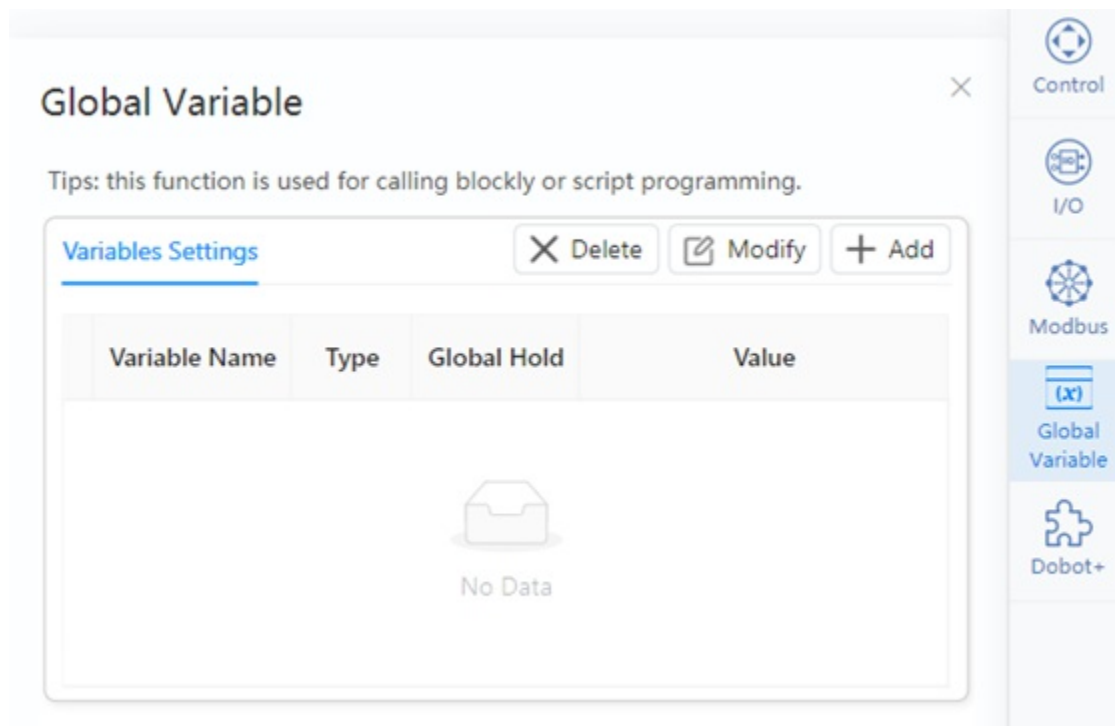 Global Variable
Tips: this function is used for calling blockly or script programming.
Variables Settings
Delete
Modify
Add
Variable Name
Type
Global Hold
Value
No Data
Control
I/O
Modbus
(x)
Global
Variable
Dobot+